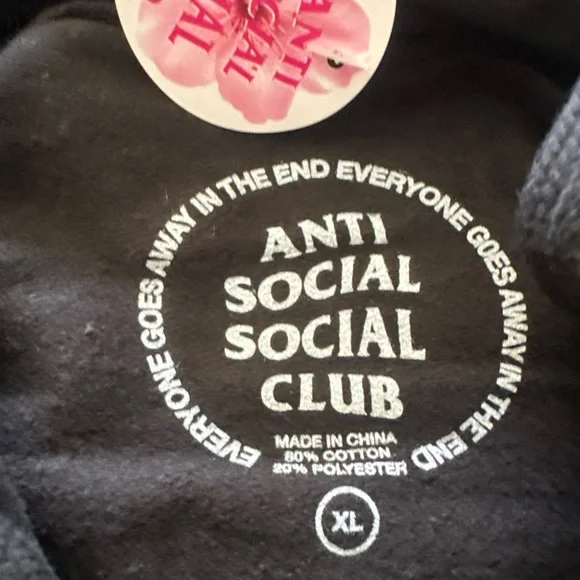 ANTI
SOCIAL
SOCIAL
EVERYONE GOES AWAY IN THE END EVERYONE GOES AWAY IN THE END
ANTI
SOCIAL
SOCIAL
CLUB
MADE IN CHINA
80% COTTON
20% POLYESTER
XL